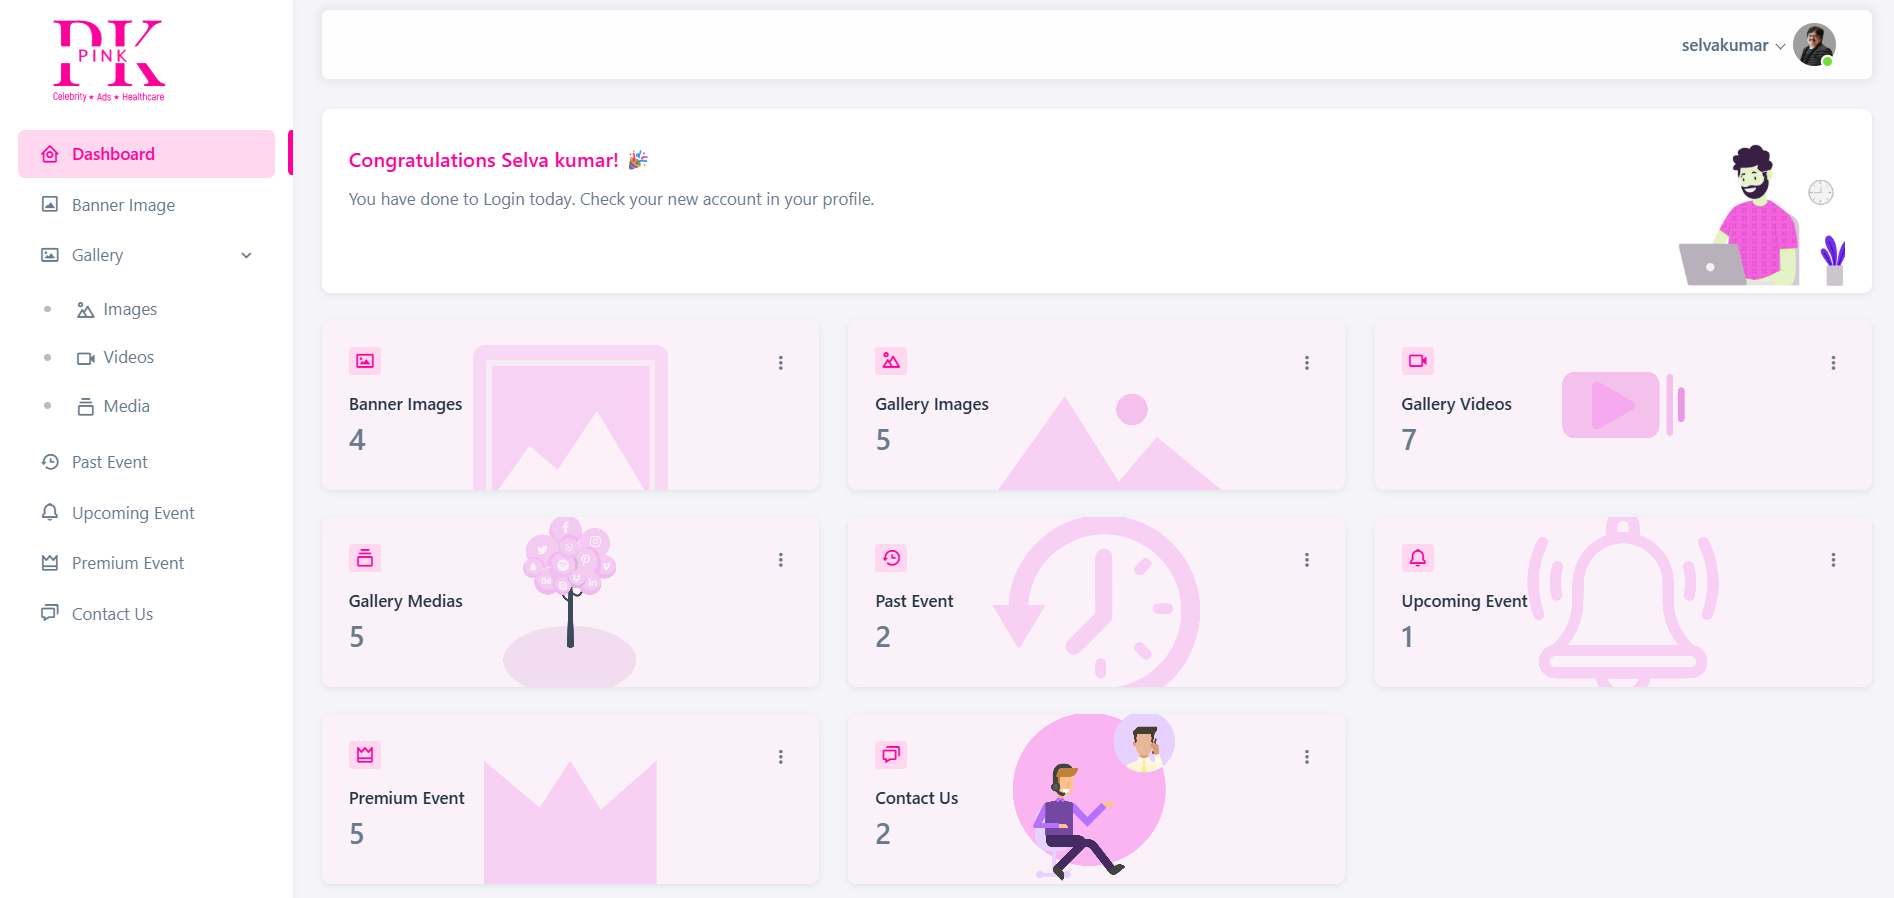 PK
PINK
Celebrity ★ Ads ★ Healthcare
selvakumar
Dashboard
Banner Image
Gallery
Images
Videos
Media
Past Event
Upcoming Event
Premium Event
Contact Us
Congratulations Selva kumar! 🎉
You have done to Login today. Check your new account in your profile.
Banner Images
4
Gallery Images
5
Gallery Videos
7
Gallery Medias
5
Past Event
2
Upcoming Event
1
Premium Event
5
Contact Us
2